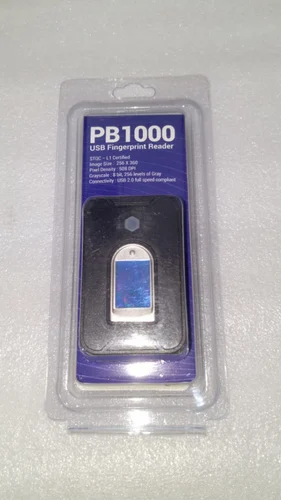 PB1000
USB Fingerprint Reader
STQC - L1 Certified
Image Size : 256 X 360
Pixel Density : 508 DPI
Grayscale : 8 bit, 256 levels of Gray
Connectivity : USB 2.0 full speed compliant